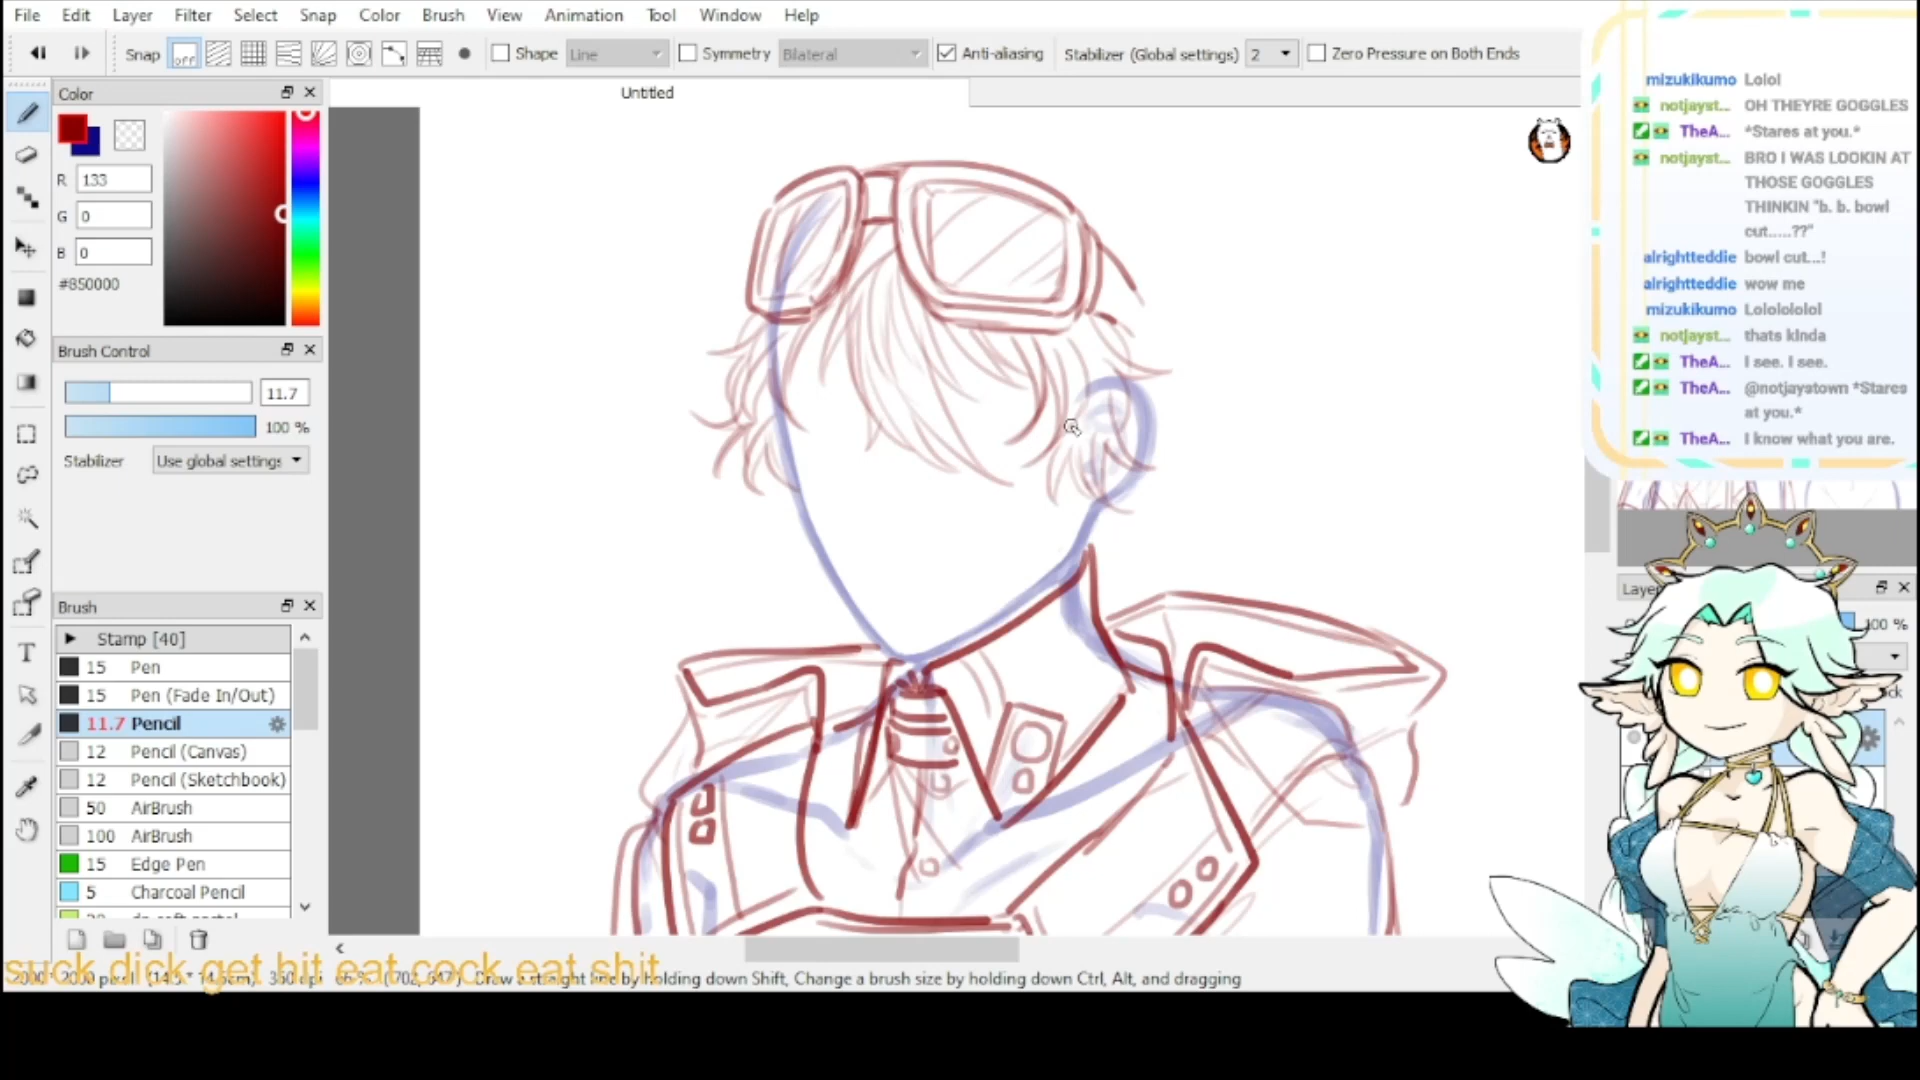 File Edit Layer Filter Select Snap Color Brush View Animation Tool Window Help
Snap off Shape Line Symmetry Bilateral Anti-aliasing Stabilizer (Global settings) 2 Zero Pressure on Both Ends
Color
Untitled
R 133
G 0
B 0
#850000
Brush Control
11.7
100 %
Stabilizer Use global settings
Brush
Stamp [40]
15 Pen
15 Pen (Fade In/Out)
11.7 Pencil
12 Pencil (Canvas)
12 Pencil (Sketchbook)
50 AirBrush
100 AirBrush
15 Edge Pen
5 Charcoal Pencil
suck dick get hit eat cock eat shit
Draw a straight line by holding down Shift, Change a brush size by holding down Ctrl, Alt, and dragging
mizukikumo Lolol
notjayst... OH THEYRE GOGGLES
TheA... *Stares at you.*
notjayst... BRO I WAS LOOKIN AT
THOSE GOGGLES
THINKIN "b. b. bowl
cut.....??"
alrightteddie bowl cut...!
alrightteddie wow me
mizukikumo Lolololol
notjayst... thats kinda
TheA... I see. I see.
TheA... @notjaystown *Stares
at you.*
TheA... I know what you are.
Laye
00 %